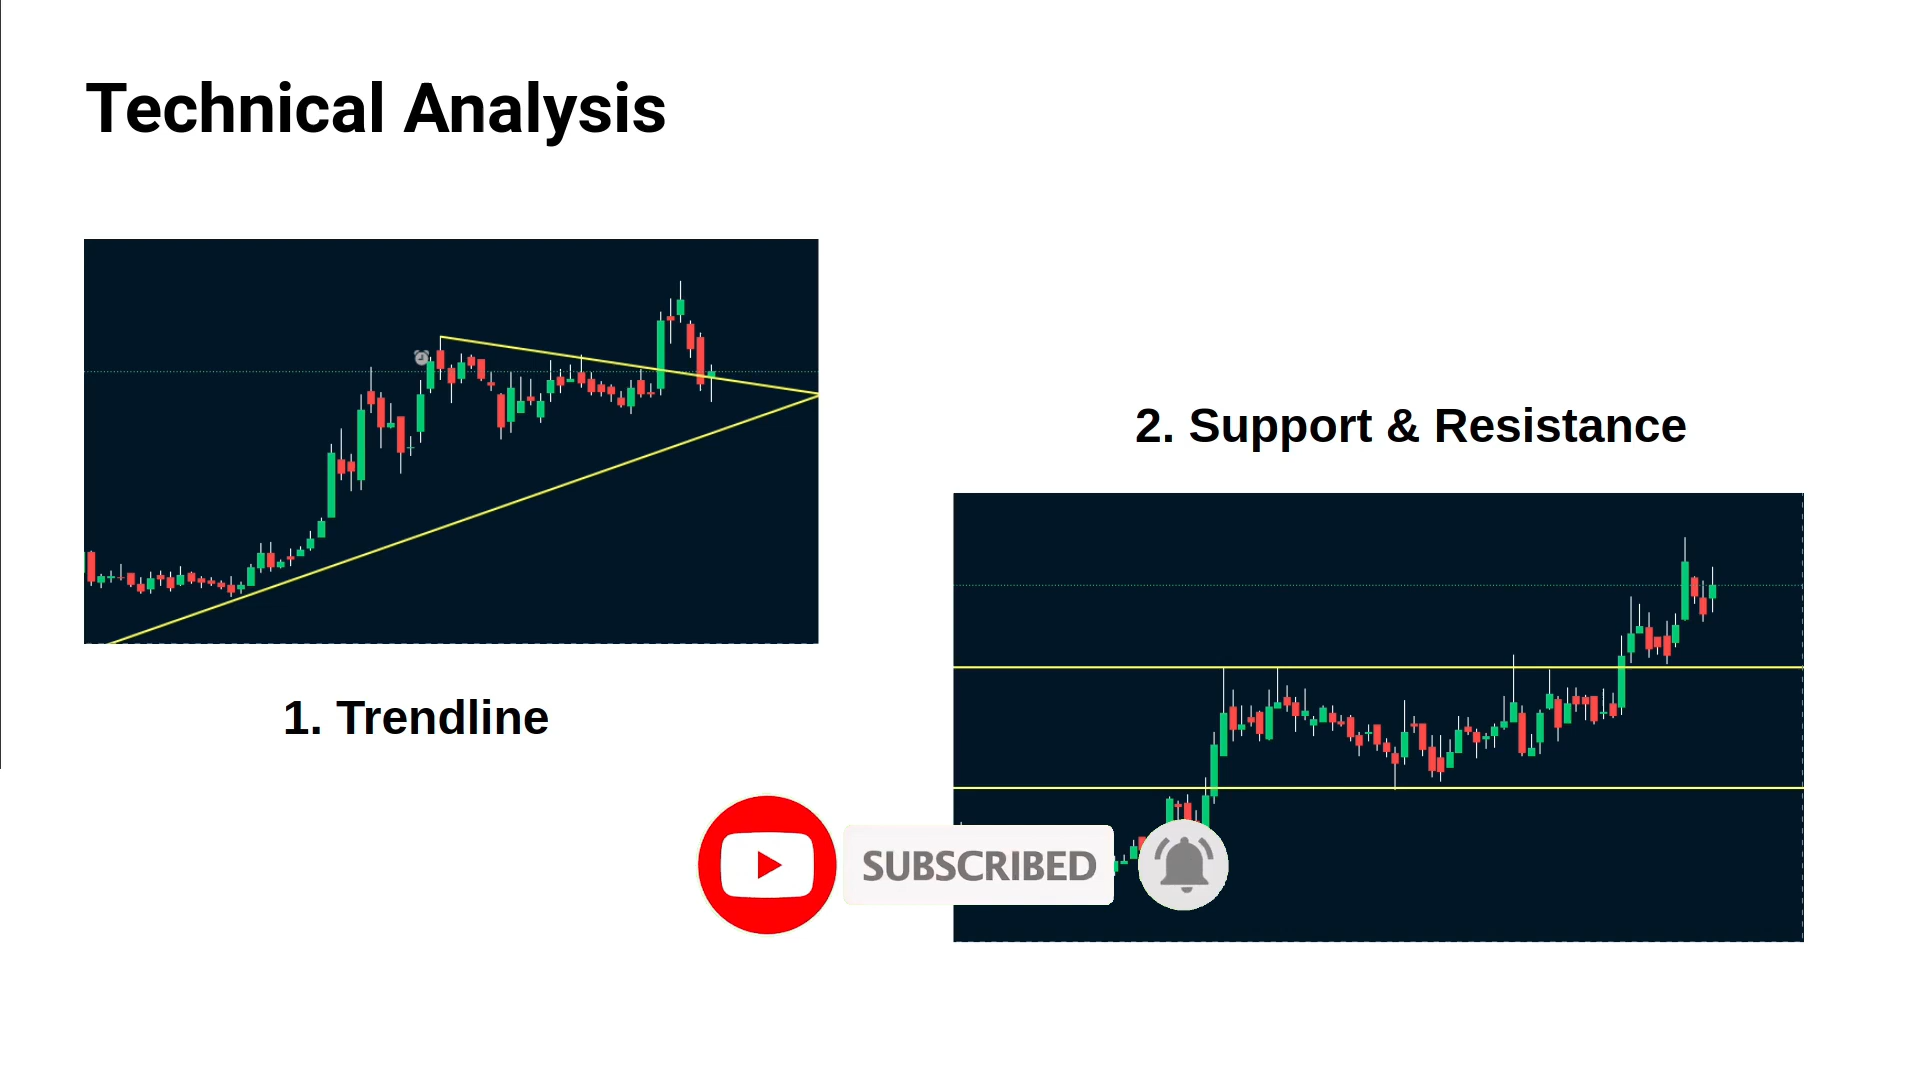 Technical Analysis
2. Support & Resistance
1. Trendline
SUBSCRIBED